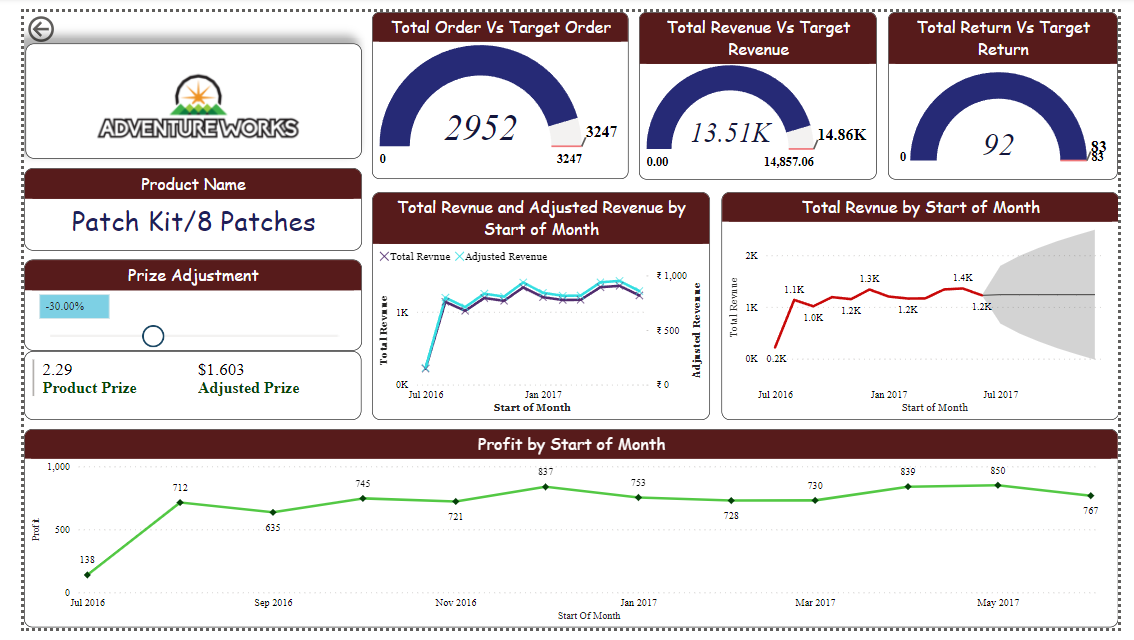 ADVENTUREWORKS
Product Name
Patch Kit/8 Patches
Prize Adjustment
-30.00%
2.29
$1.603
Product Prize
Adjusted Prize
Total Order Vs Target Order
2952
3247
0
3247
Total Revenue Vs Target
Revenue
13.51K
14.86K
0.00
14,857.06
Total Return Vs Target
Return
92
83
0
83
Total Revnue and Adjusted Revenue by
Start of Month
Total Revnue
Adjusted Revenue
₹ 1,000
1K
₹ 500
0K
₹ 0
Total Revnue
Adjusted Revenue
Jul 2016
Jan 2017
Start of Month
Total Revnue by Start of Month
2K
1K
0K
Total Revnue
0.2K
1.1K
1.0K
1.2K
1.3K
1.2K
1.4K
1.2K
Jul 2016
Jan 2017
Jul 2017
Start of Month
Profit by Start of Month
1,000
500
0
Profit
138
712
635
745
721
837
753
728
730
839
850
767
Jul 2016
Sep 2016
Nov 2016
Jan 2017
Mar 2017
May 2017
Start Of Month